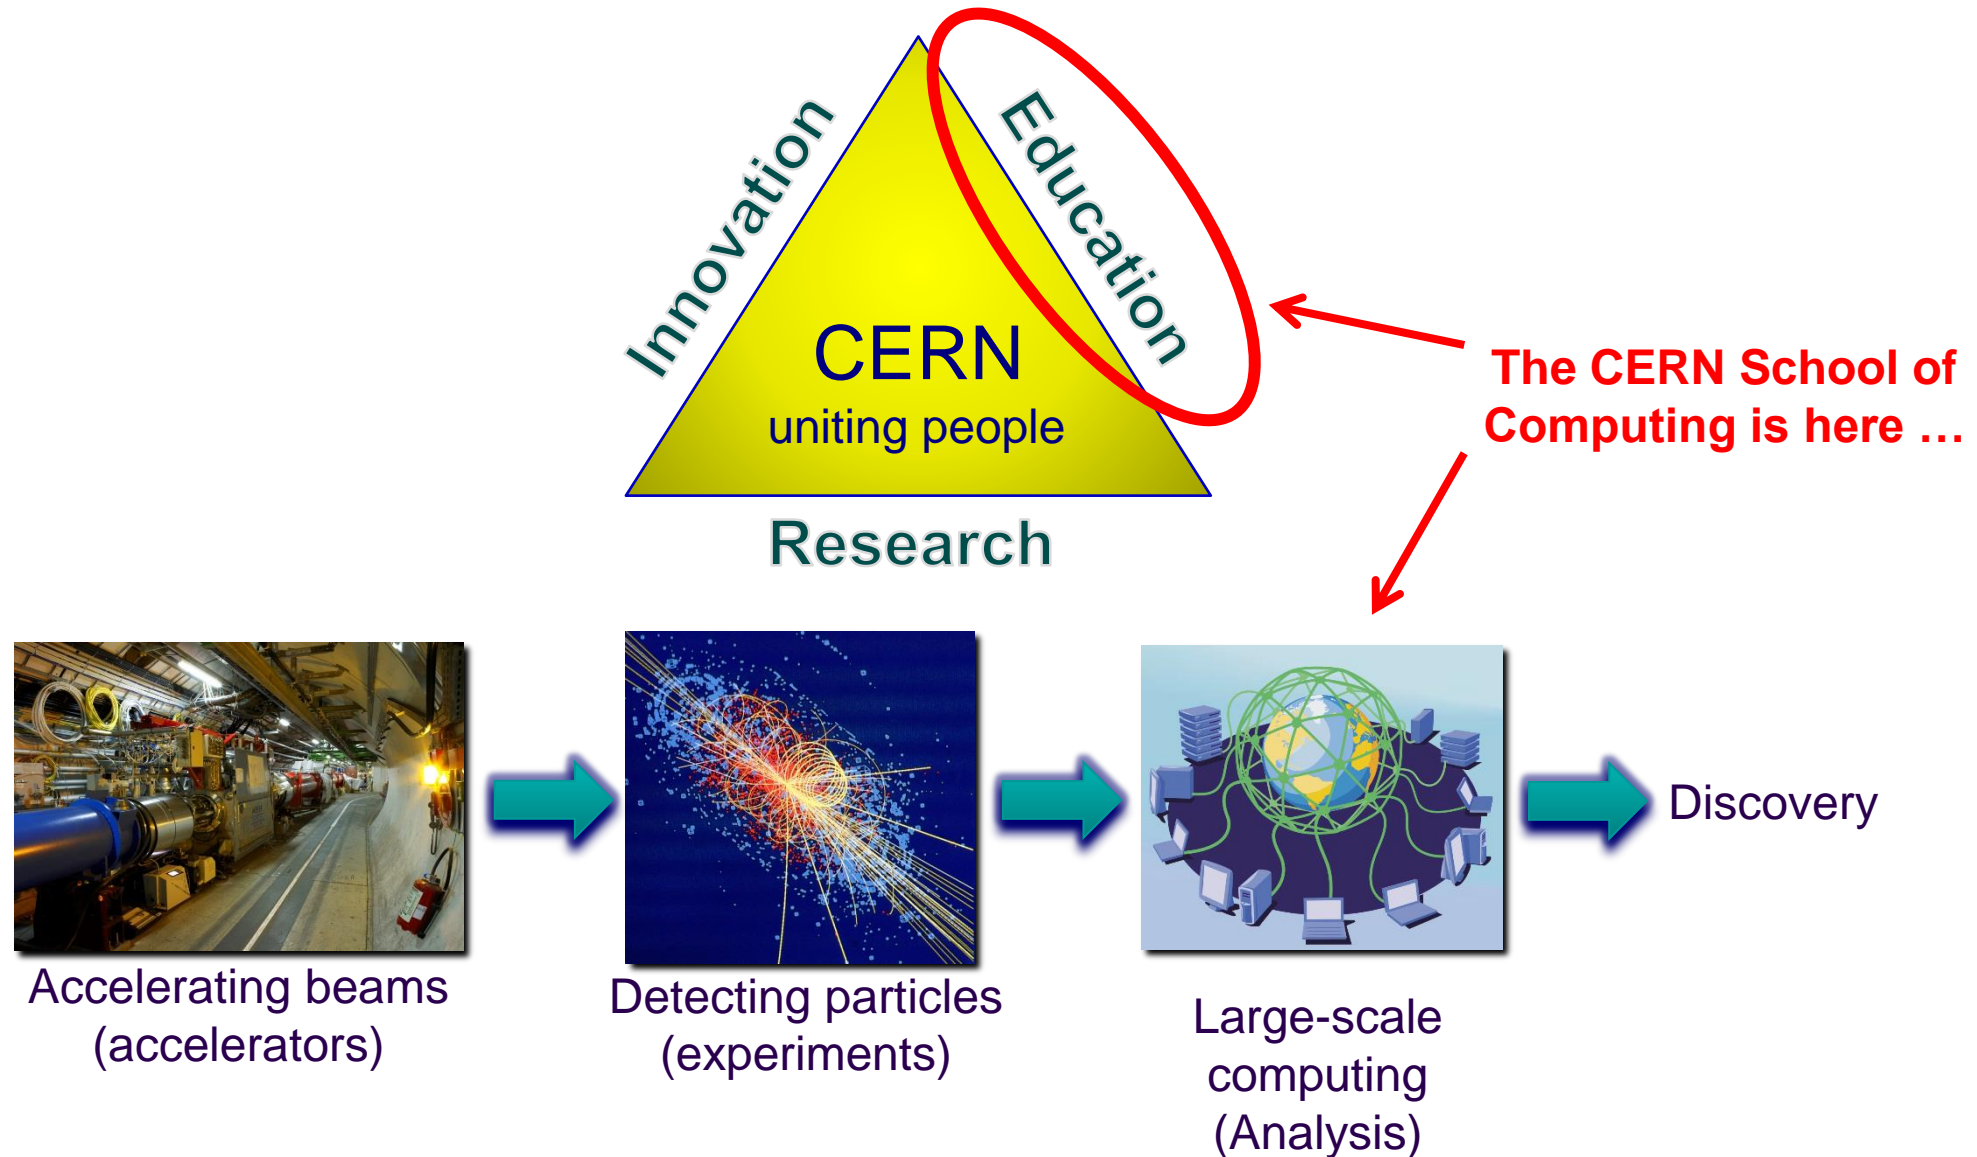 Innovation
Education
CERN
uniting people
Research
The CERN School of
Computing is here …
Accelerating beams
(accelerators)
Detecting particles
(experiments)
Large-scale
computing
(Analysis)
Discovery